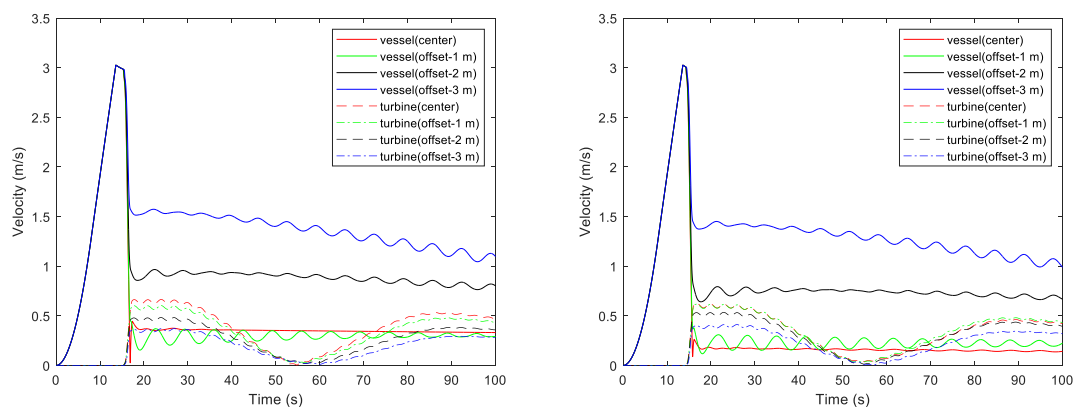 3.5
3
2.5
2
1.5
1
0.5
0
Velocity (m/s)
vessel(center)
vessel(offset-1 m)
vessel(offset-2 m)
vessel(offset-3 m)
turbine(center)
turbine(offset-1 m)
turbine(offset-2 m)
turbine(offset-3 m)
0 10 20 30 40 50 60 70 80 90 100
Time (s)
3.5
3
2.5
2
1.5
1
0.5
0
Velocity (m/s)
vessel(center)
vessel(offset-1 m)
vessel(offset-2 m)
vessel(offset-3 m)
turbine(center)
turbine(offset-1 m)
turbine(offset-2 m)
turbine(offset-3 m)
0 10 20 30 40 50 60 70 80 90 100
Time (s)